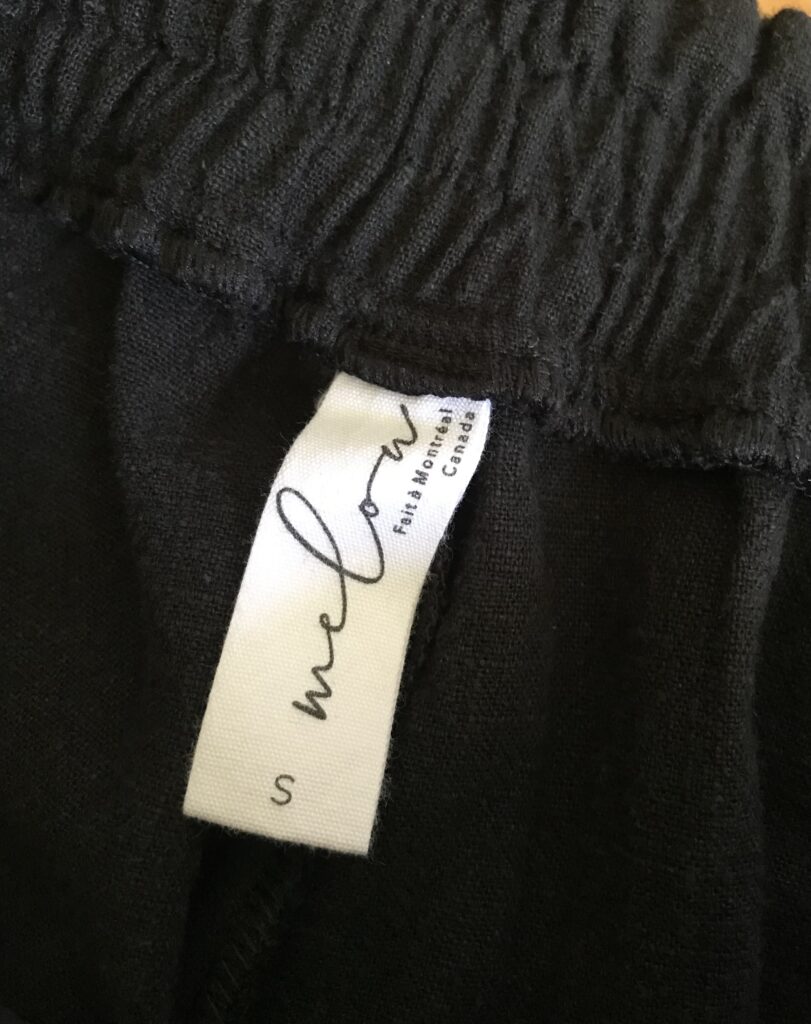 melow
Fait à Montréal
Canada
S